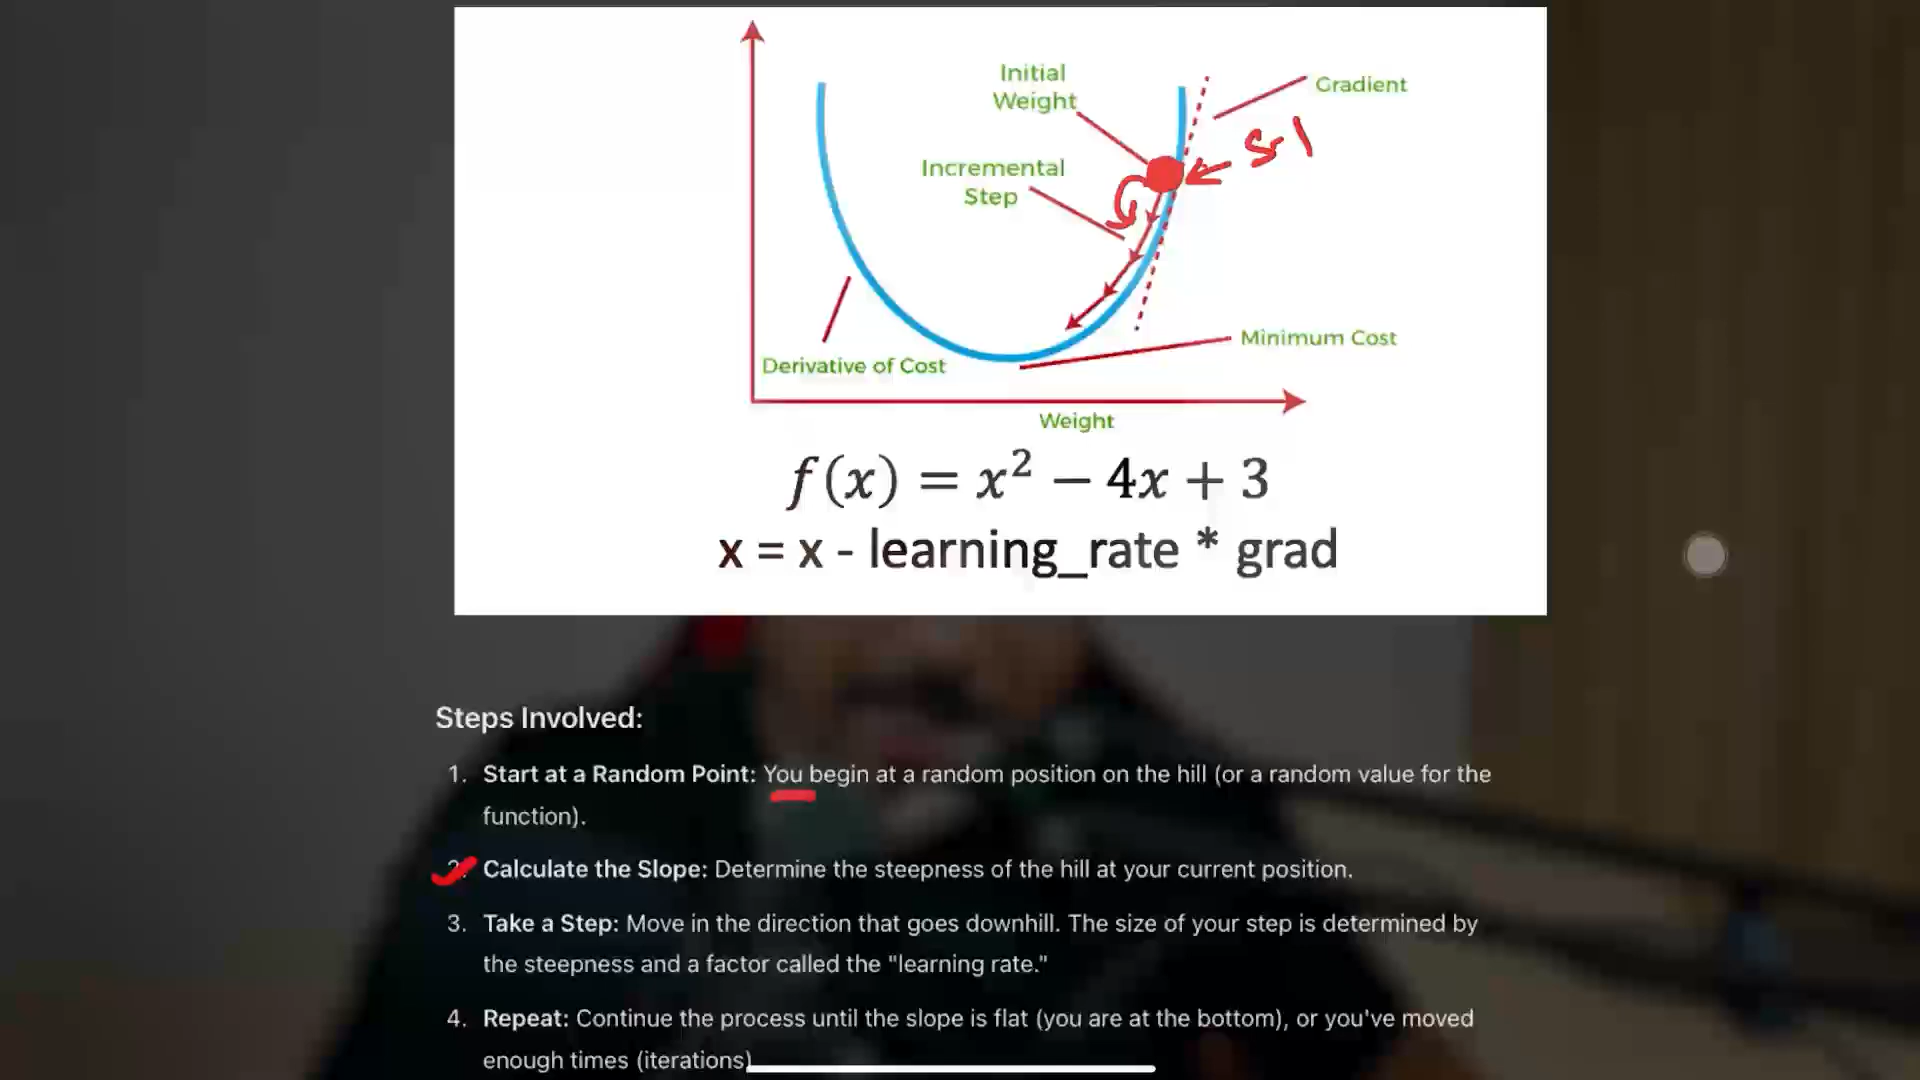 Initial
Weight
Gradient
S-1
Incremental
Step
Minimum Cost
Derivative of Cost
Weight
f(x) = x² − 4x + 3
x = x - learning_rate * grad
Steps Involved:
1. Start at a Random Point: You begin at a random position on the hill (or a random value for the
function).
2. Calculate the Slope: Determine the steepness of the hill at your current position.
3. Take a Step: Move in the direction that goes downhill. The size of your step is determined by
the steepness and a factor called the "learning rate."
4. Repeat: Continue the process until the slope is flat (you are at the bottom), or you've moved
enough times (iterations)